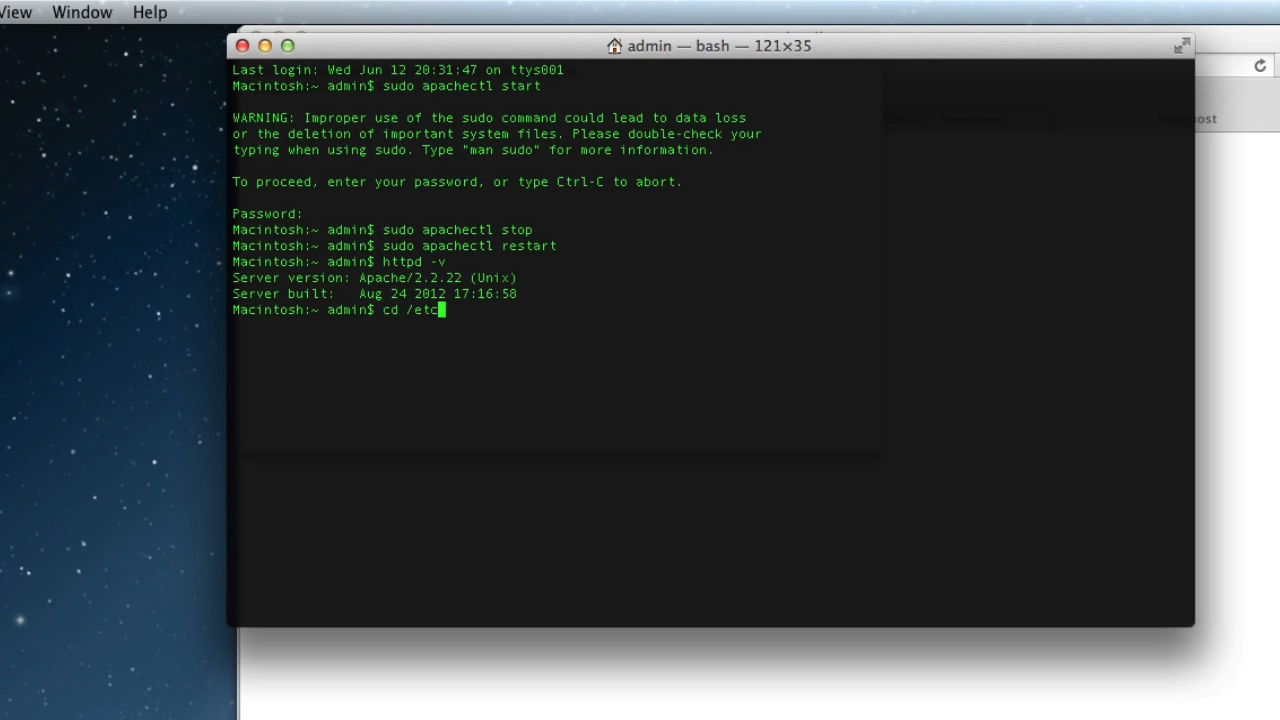 View Window Help
admin — bash — 121×35
Last login: Wed Jun 12 20:31:47 on ttys001
Macintosh:~ admin$ sudo apachectl start
WARNING: Improper use of the sudo command could lead to data loss
or the deletion of important system files. Please double-check your
typing when using sudo. Type "man sudo" for more information.
To proceed, enter your password, or type Ctrl-C to abort.
Password:
Macintosh:~ admin$ sudo apachectl stop
Macintosh:~ admin$ sudo apachectl restart
Macintosh:~ admin$ httpd -v
Server version: Apache/2.2.22 (Unix)
Server built:   Aug 24 2012 17:16:58
Macintosh:~ admin$ cd /etc